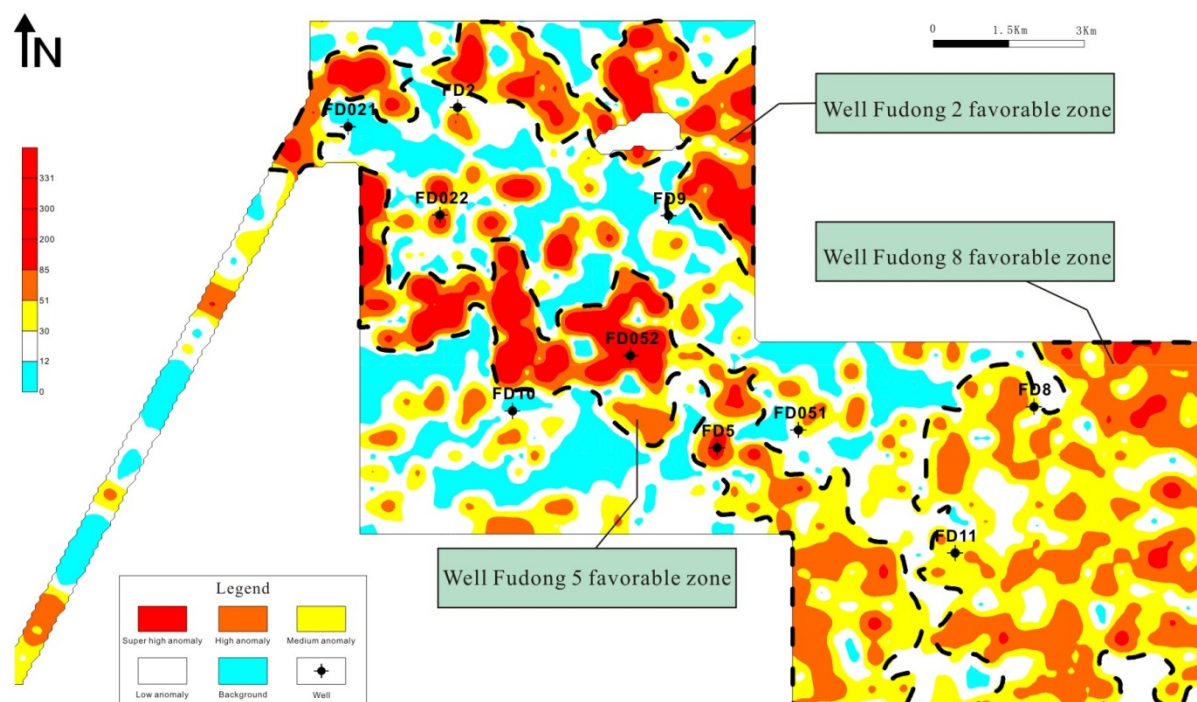 N
0 1.5Km 3Km
Well Fudong 2 favorable zone
FD2
FD021
331
300
200
85
51
30
12
0
FD022
FD9
Well Fudong 8 favorable zone
FD052
FD8
FD10
FD051
FD5
FD11
Well Fudong 5 favorable zone
Legend
Super high anomaly High anomaly Medium anomaly
Low anomaly Background Well